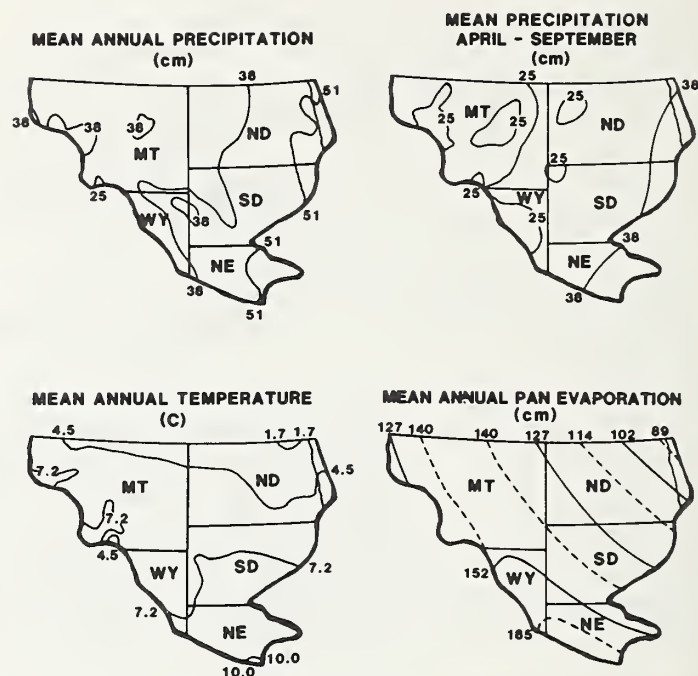 MEAN ANNUAL PRECIPITATION
(cm)
38
51
38
38
38
MT
ND
25
WY
38
SD
51
51
NE
38
51
MEAN PRECIPITATION
APRIL - SEPTEMBER
(cm)
25
38
MT
25
25
25
ND
25
25
WY
SD
25
38
NE
38
MEAN ANNUAL TEMPERATURE
(C)
4.5
1.7
1.7
7.2
MT
ND
4.5
7.2
4.5
WY
SD
7.2
7.2
NE
10.0
10.0
MEAN ANNUAL PAN EVAPORATION
(cm)
127
140
140
127
114
102
89
MT
ND
152
WY
SD
NE
165